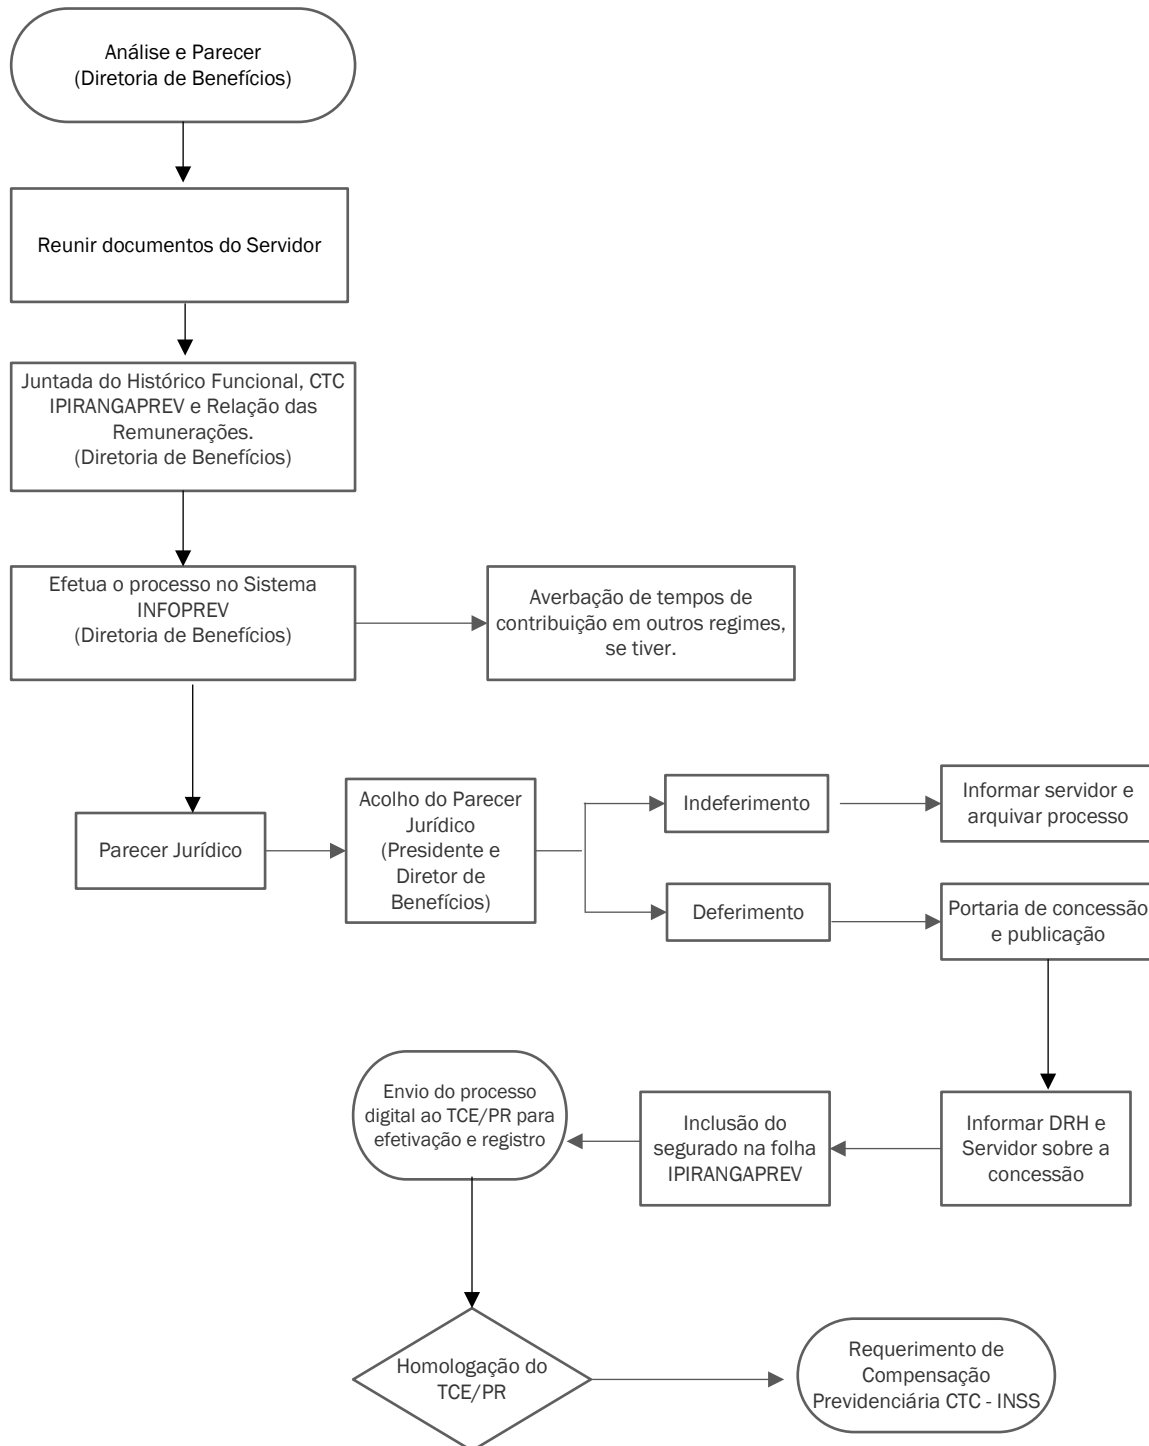 Análise e Parecer
(Diretoria de Benefícios)
Reunir documentos do Servidor
Juntada do Histórico Funcional, CTC
IPIRANGAPREV e Relação das
Remunerações.
(Diretoria de Benefícios)
Efetua o processo no Sistema
INFOPREV
(Diretoria de Benefícios)
Averbação de tempos de
contribuição em outros regimes,
se tiver.
Parecer Jurídico
Acolho do Parecer
Jurídico
(Presidente e
Diretor de
Benefícios)
Indeferimento
Informar servidor e
arquivar processo
Deferimento
Portaria de concessão
e publicação
Informar DRH e
Servidor sobre a
concessão
Inclusão do
segurado na folha
IPIRANGAPREV
Envio do processo
digital ao TCE/PR para
efetivação e registro
Homologação do
TCE/PR
Requerimento de
Compensação
Previdenciária CTC - INSS